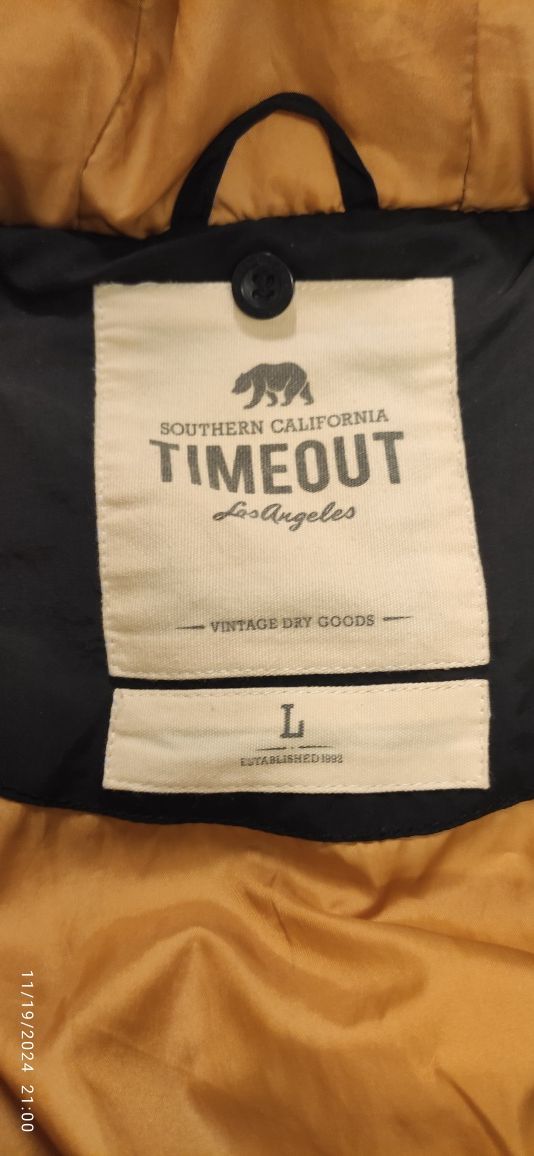 SOUTHERN CALIFORNIA
TIMEOUT
Los Angeles
VINTAGE DRY GOODS
L
ESTABLISHED 1992
11/19/2024 21:00